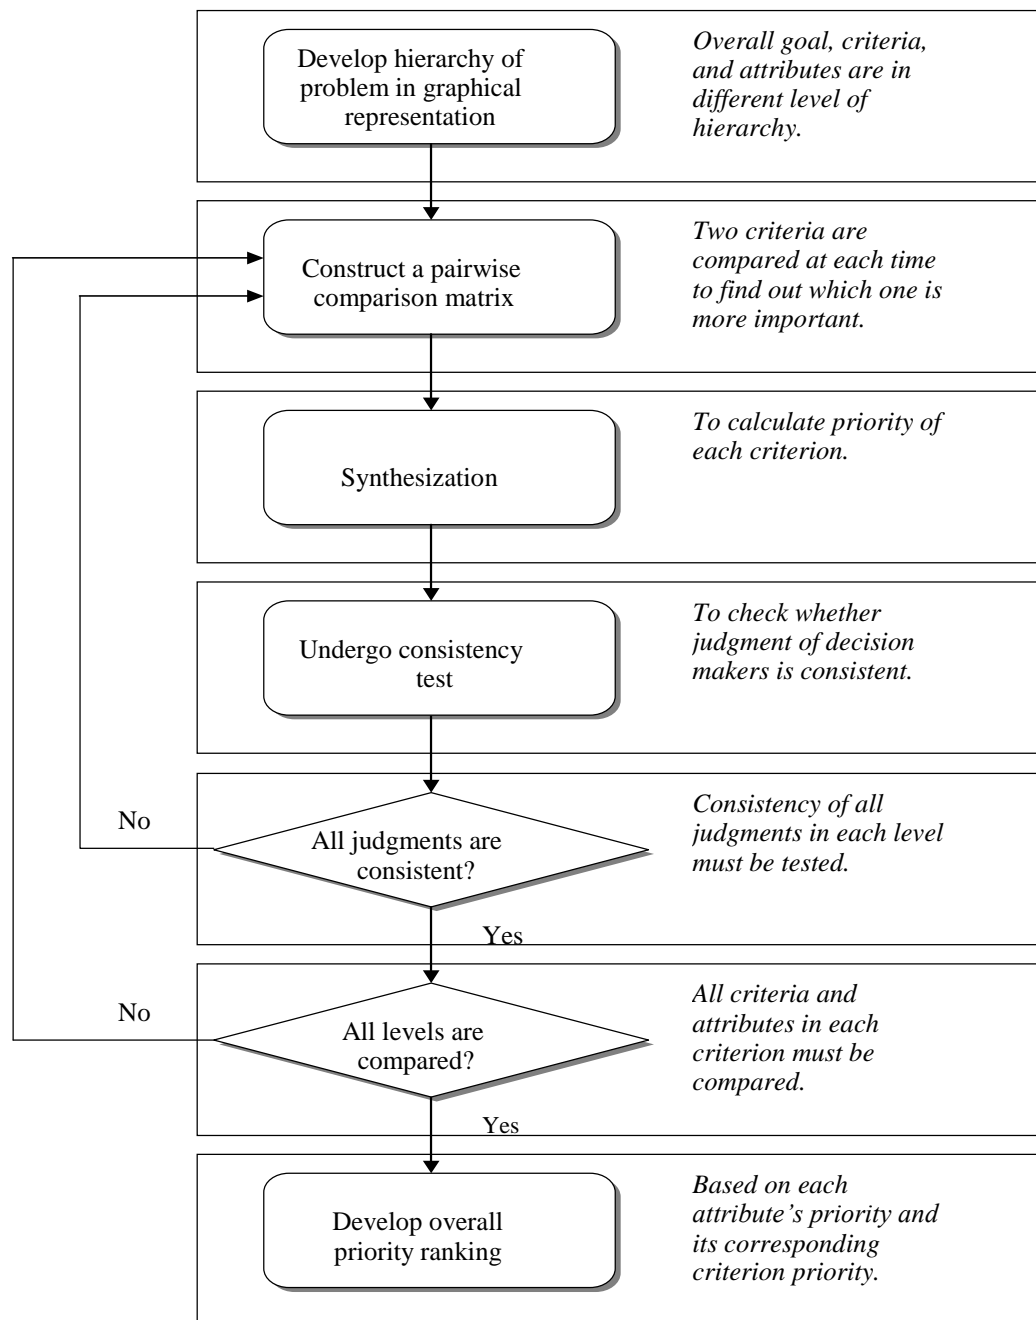 Develop hierarchy of
problem in graphical
representation
Overall goal, criteria,
and attributes are in
different level of
hierarchy.
Construct a pairwise
comparison matrix
Two criteria are
compared at each time
to find out which one is
more important.
Synthesization
To calculate priority of
each criterion.
Undergo consistency
test
To check whether
judgment of decision
makers is consistent.
No
All judgments are
consistent?
Consistency of all
judgments in each level
must be tested.
Yes
No
All levels are
compared?
All criteria and
attributes in each
criterion must be
compared.
Yes
Develop overall
priority ranking
Based on each
attribute’s priority and
its corresponding
criterion priority.